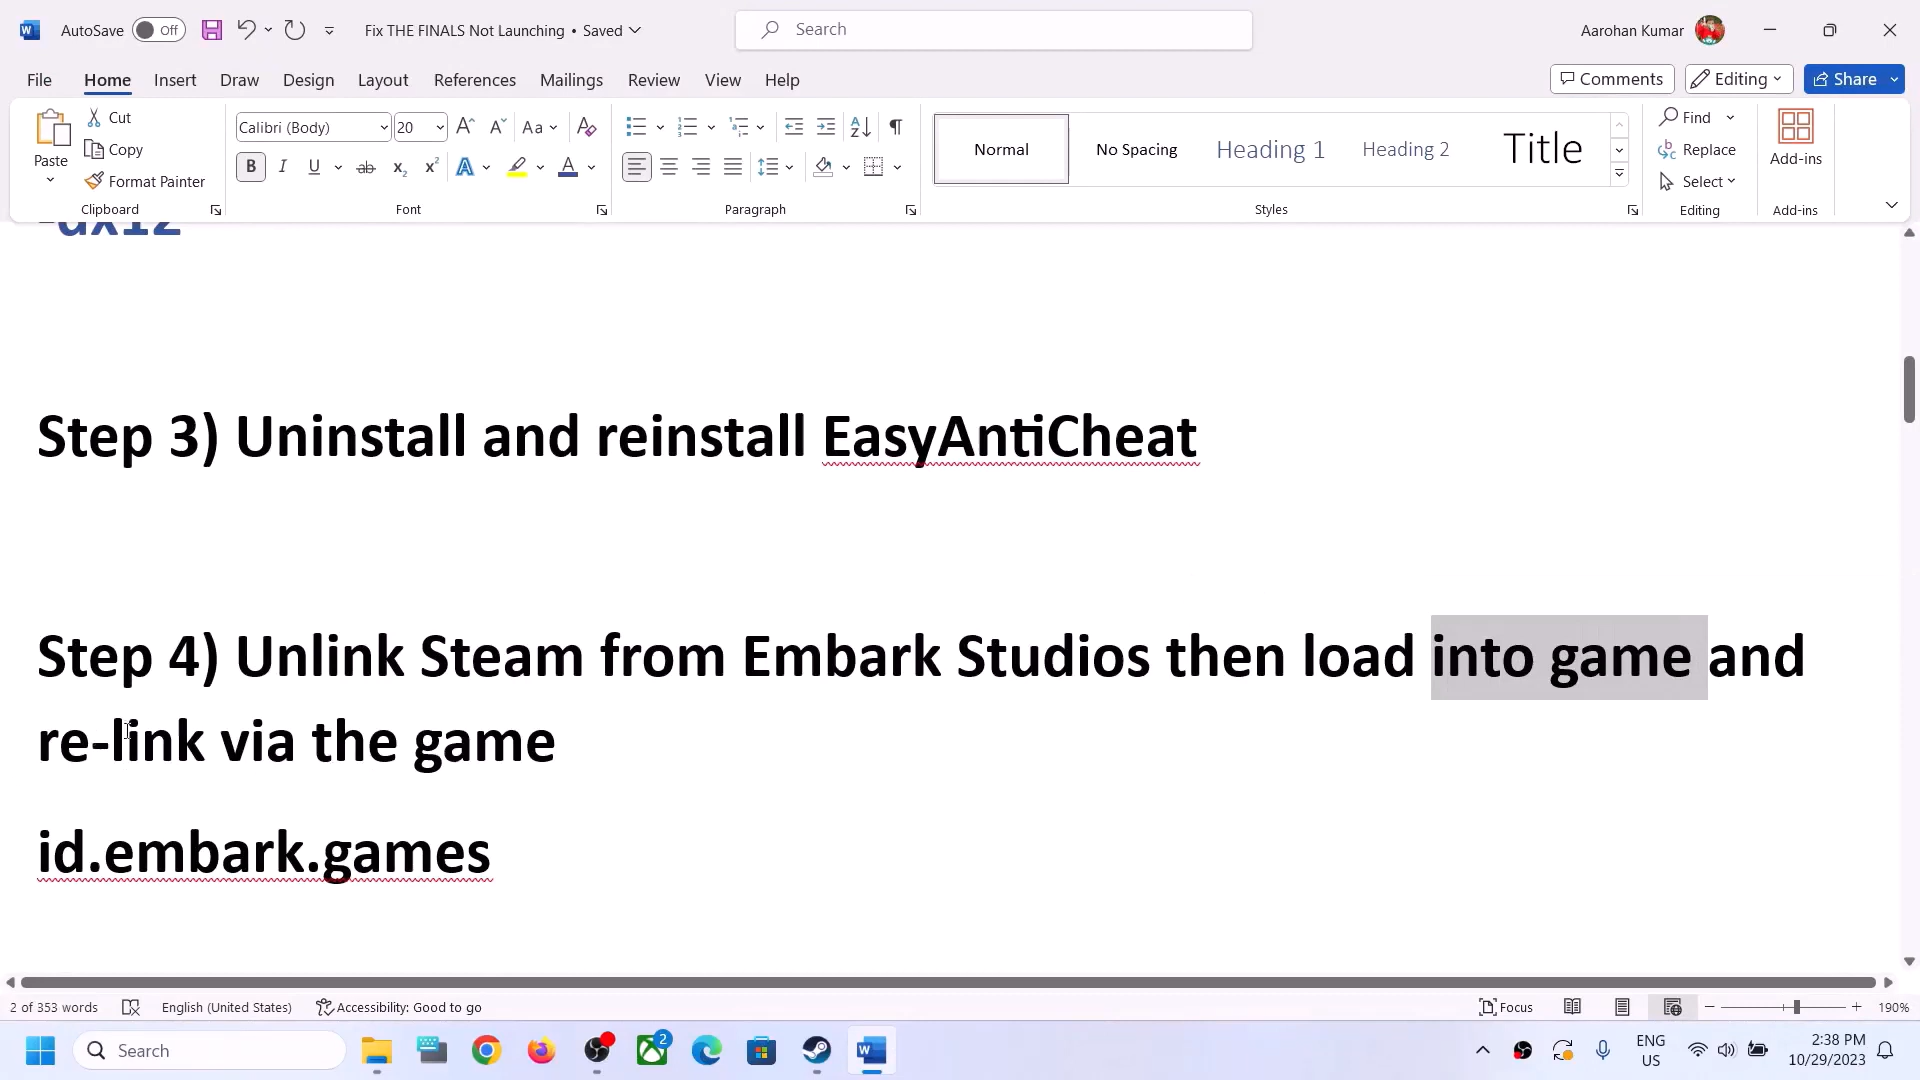 AutoSave Off Fix THE FINALS Not Launching • Saved Search Aarohan Kumar
File Home Insert Draw Design Layout References Mailings Review View Help Comments Editing Share
Paste Cut Copy Format Painter Calibri (Body) 20 Normal No Spacing Heading 1 Heading 2 Title Find Replace Select Add-ins
Clipboard Font Paragraph Styles Editing Add-ins
-dx12
Step 3) Uninstall and reinstall EasyAntiCheat
Step 4) Unlink Steam from Embark Studios then load into game and
re-link via the game
id.embark.games
2 of 353 words English (United States) Accessibility: Good to go Focus 190%
Search 2 ENG US 2:38 PM 10/29/2023